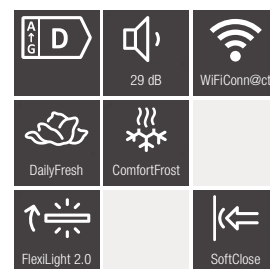 A
G
D
29 dB
WiFiConn@ct
DailyFresh
ComfortFrost
FlexiLight 2.0
SoftClose